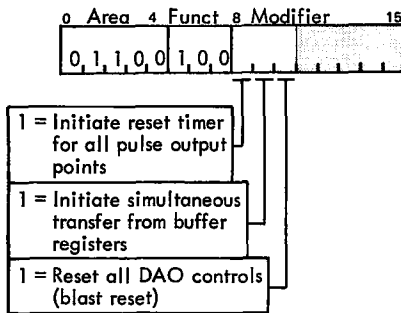 0 Area 4 Funct 8 Modifier 15
0 1 1 0 0 1 0 0
1 = Initiate reset timer
for all pulse output
points
1 = Initiate simultaneous
transfer from buffer
registers
1 = Reset all DAO controls
(blast reset)